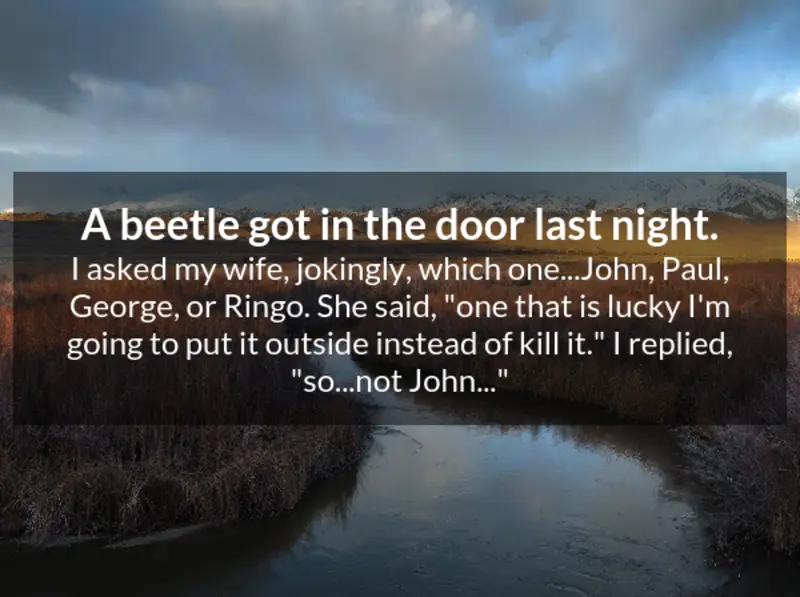 A beetle got in the door last night.
I asked my wife, jokingly, which one...John, Paul,
George, or Ringo. She said, "one that is lucky I'm
going to put it outside instead of kill it." I replied,
"so...not John..."